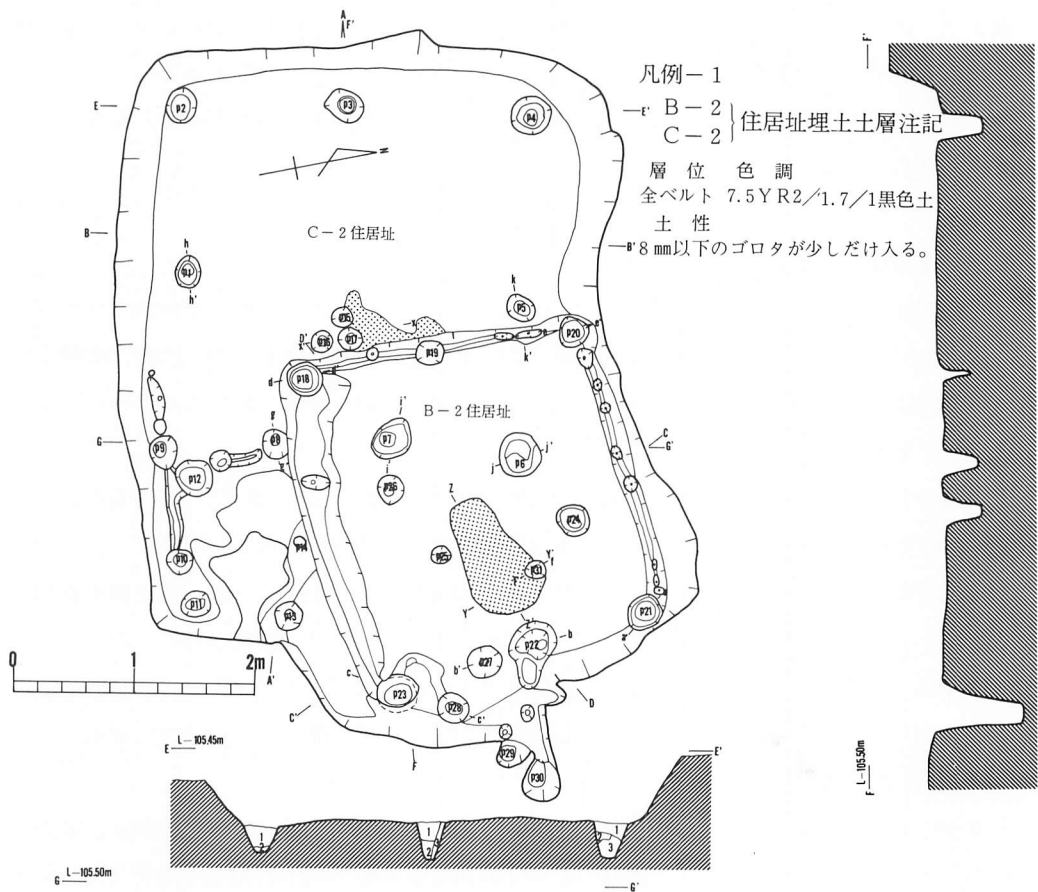 A
F'
凡例－1
E
E' B－2
C－2 } 住居址埋土土層注記
F'
P2
P3
P4
N
層 位 色 調
全ベルト 7.5YR2/1.7/1黒色土
土 性
B
C－2住居址
B' 8㎜以下のゴロタが少しだけ入る。
h
P1
h'
k
P5
P15
P16
P17
D'
x
x'
P19
k'
e
P20
e'
d
P18
B－2住居址
i'
G
P9
g
P8
g'
P7
i
j
P6
j'
C
G'
P12
P26
Z
P24
P14
P25
P31
Y'
f
f'
P10
P11
P13
Y
Z'
P21
a'
0 1 2m
A'
C'
c
b'
P27
P22
b
P23
P28
c'
D
P29
P30
F
L－105.45m
E
E'
L－105.50m
F
1
2
1
2
1
2
3
L－105.50m
G
G'